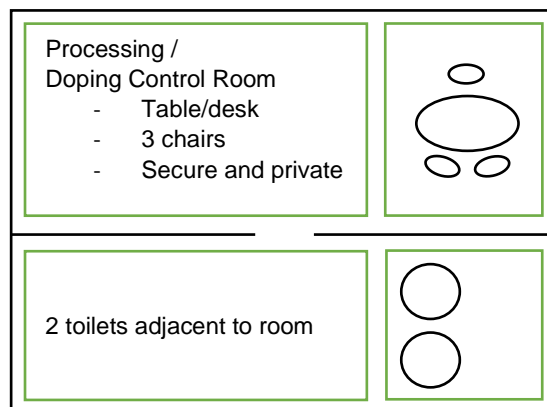 Processing /
Doping Control Room
- Table/desk
- 3 chairs
- Secure and private
2 toilets adjacent to room